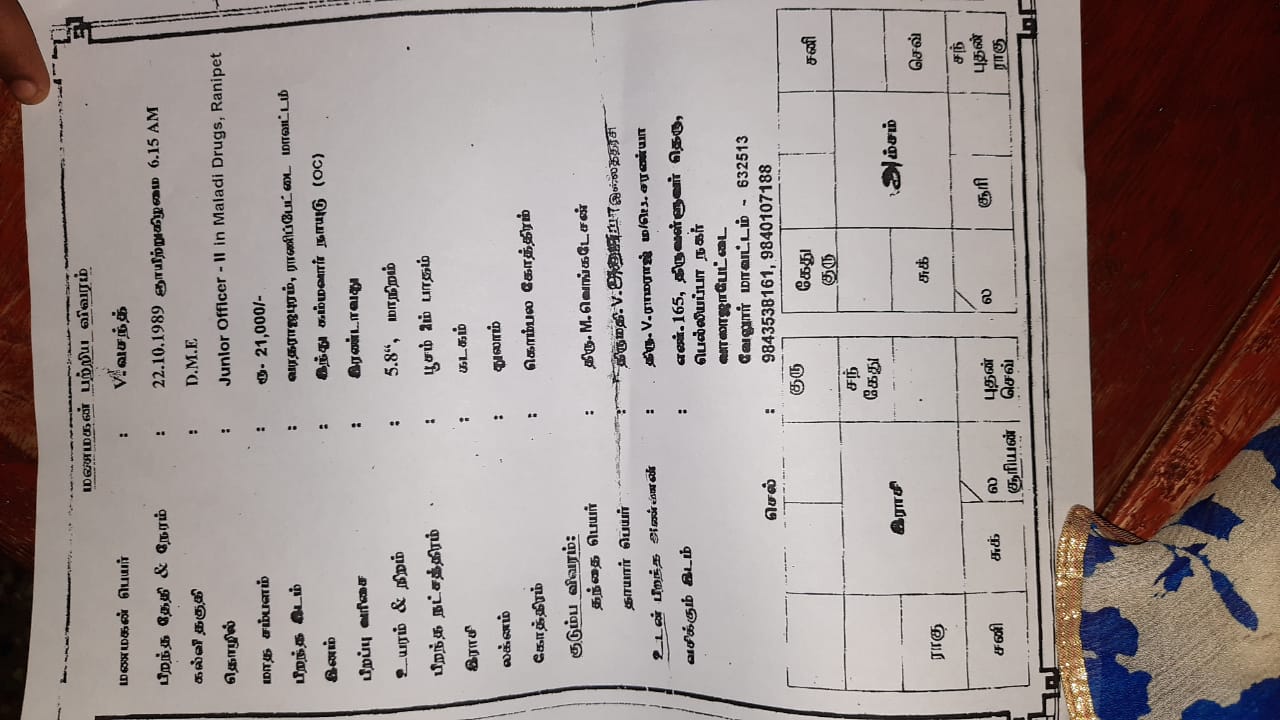 மணமகன் பற்றிய விவரம்
மணமகன் பெயர் : V. வசந்த்
பிறந்த தேதி & நேரம் : 22.10.1989 ஞாயிற்றுகிழமை 6.15 AM
கல்வி தகுதி : D.M.E
தொழில் : Junior Officer - II in Maladi Drugs, Ranipet
மாத சம்பளம் : ரு- 21,000/-
பிறந்த இடம் : வரதராஜபுரம், ராணிப்பேட்டை மாவட்டம்
இனம் : இந்து கம்மவார் நாயுடு (OC)
பிறப்பு வரிசை : இரண்டாவது
உயரம் & நிறம் : 5.8“, மாநிறம்
பிறந்த நட்சத்திரம் : பூசம் 2ம் பாதம்
இராசி : கடகம்
லக்னம் : துலாம்
கோத்திரம் : கொம்பல கோத்திரம்
குடும்ப விவரம்:
தந்தை பெயர் : திரு. M.வெங்கடேசன்
தாயார் பெயர் : திருமதி.V.
உடன் பிறந்த அண்ணன் : திரு.V.ராமராஜ் ம/பெ.சரண்யா
வசிக்கும் இடம் : எண்.165, திருவள்ளுவர் தெரு,
பெல்லியப்பா நகர்
வாலாஜாபேட்டை
வேலூர் மாவட்டம் - 632513
செல் : 9843538161, 9840107188
குரு
சந் கேது
இராசி
ராகு
சனி
சுக்
ல சூரியன்
புதன் செவ்
கேது குரு
சனி
சுக்
அம்சம்
செவ்
ல
சூரி
சந் புதன் ராகு